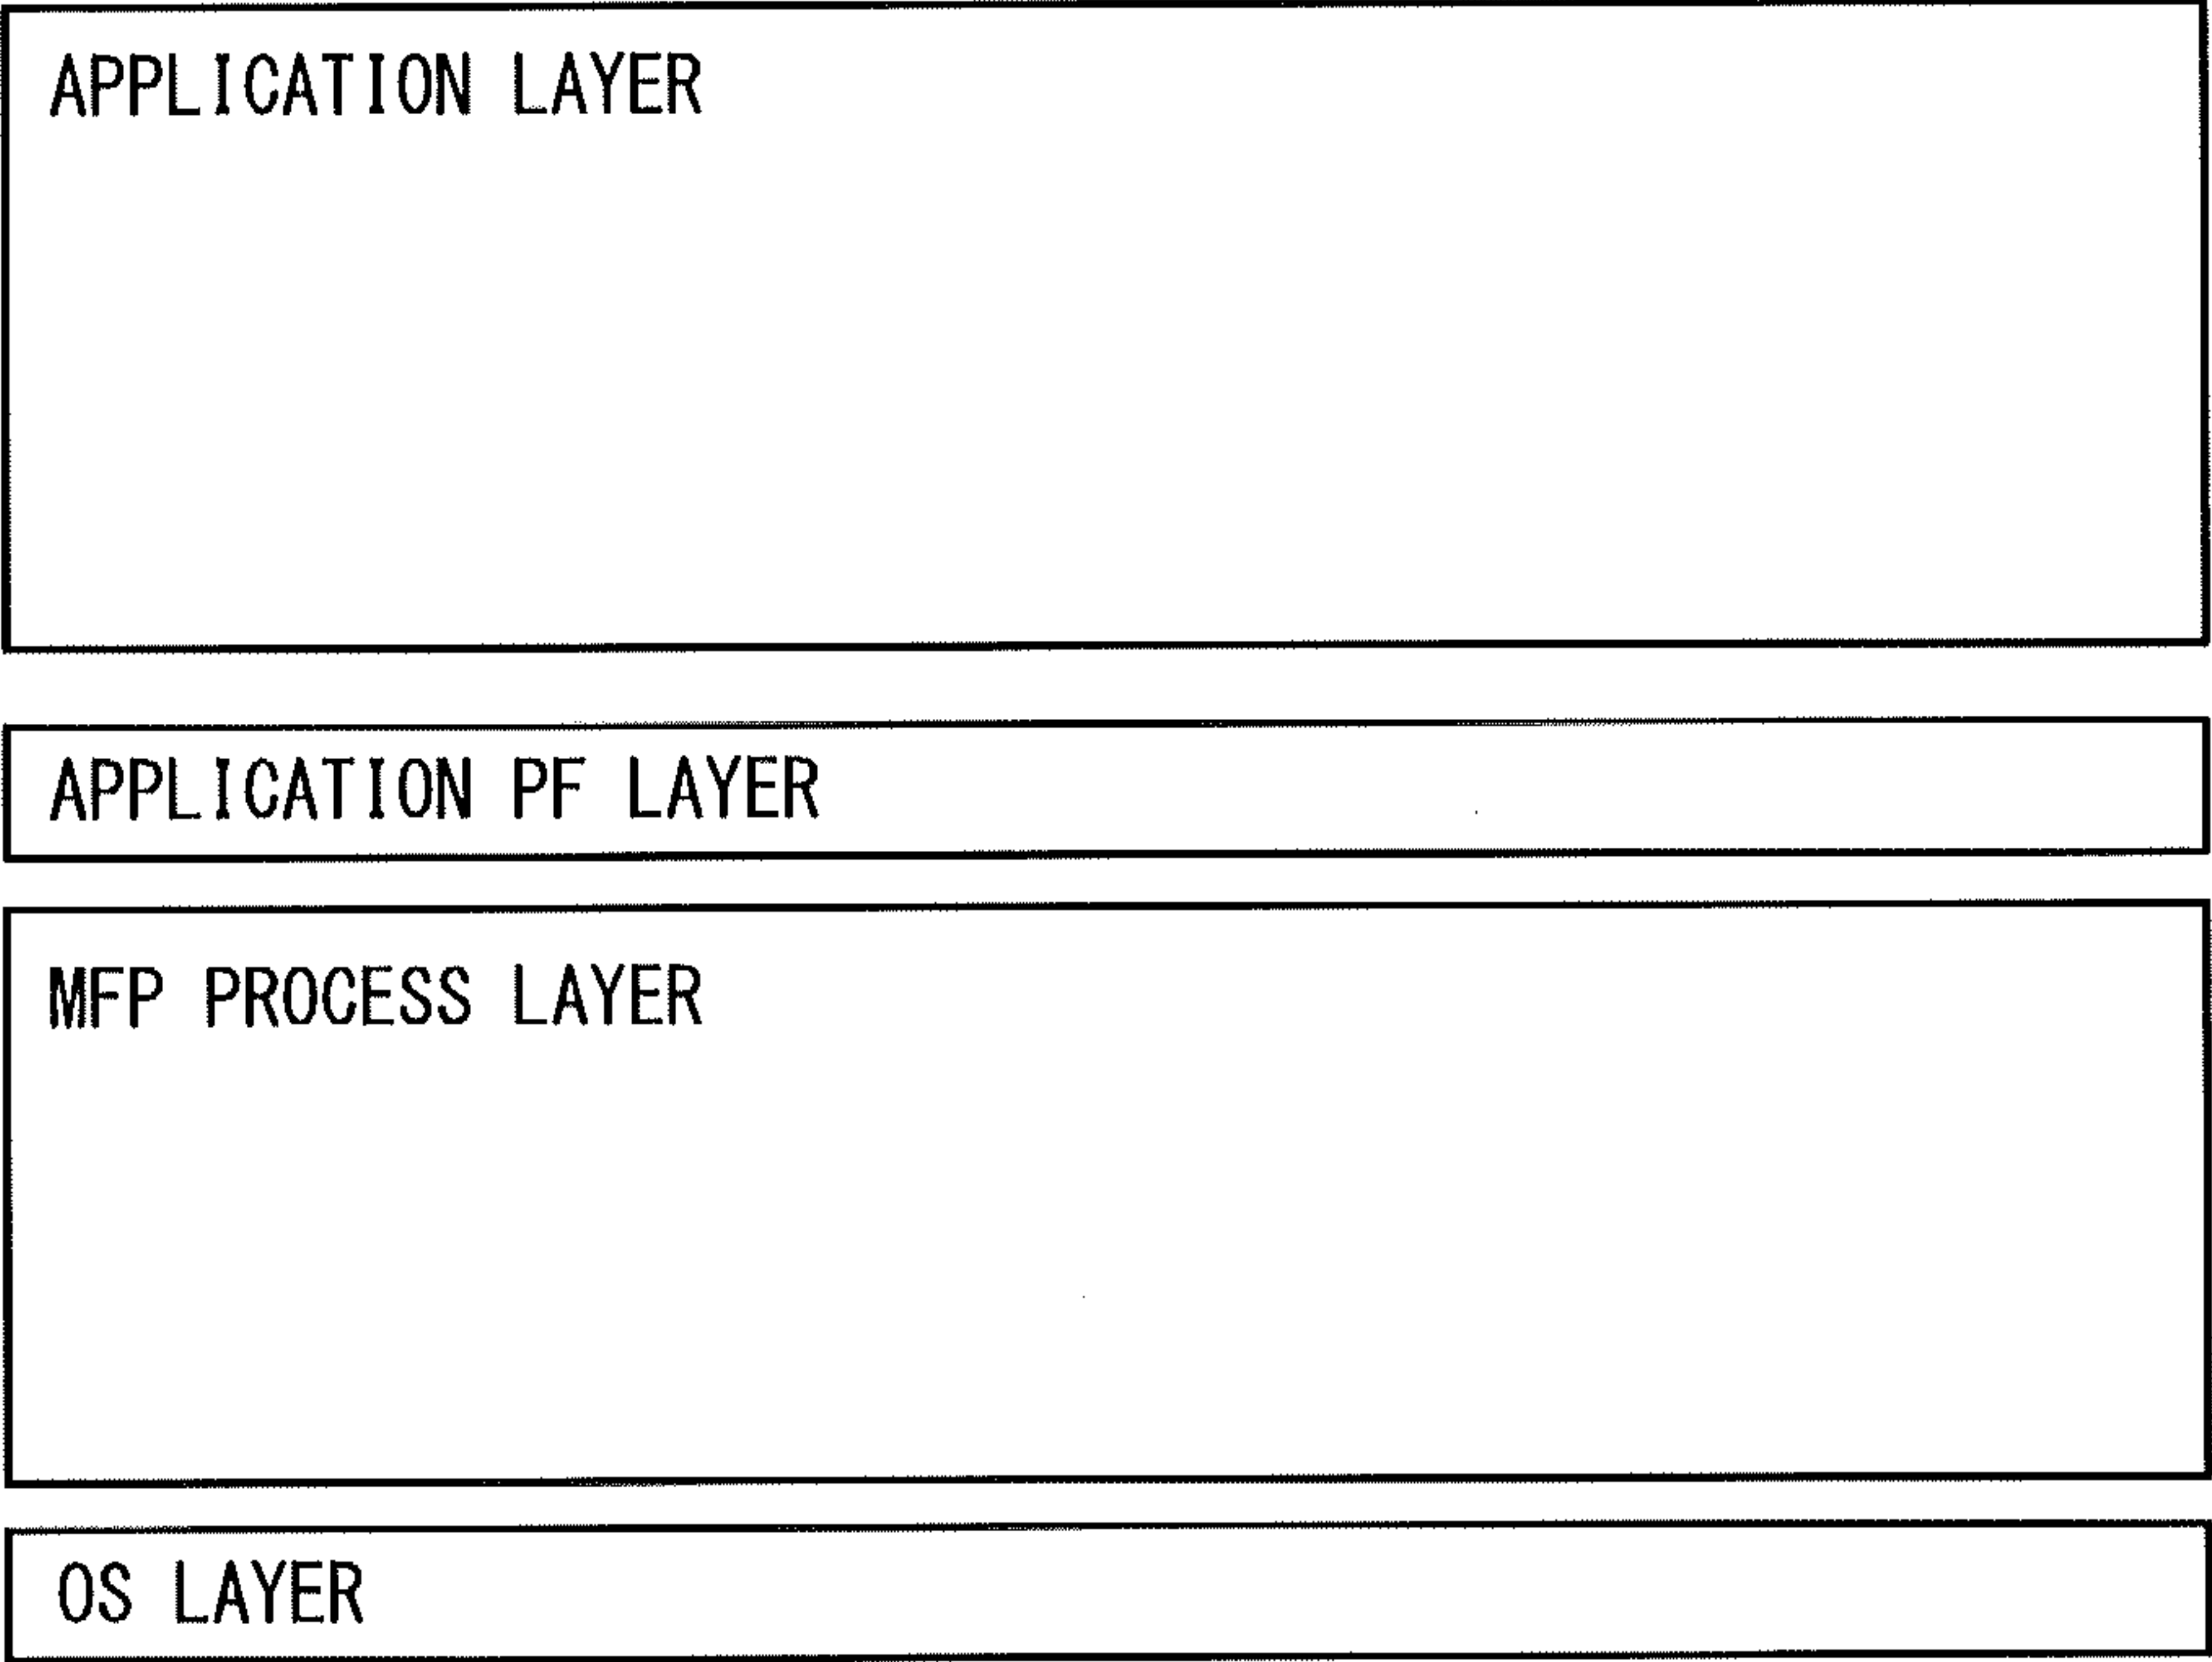 APPLICATION LAYER
APPLICATION PF LAYER
MFP PROCESS LAYER
OS LAYER